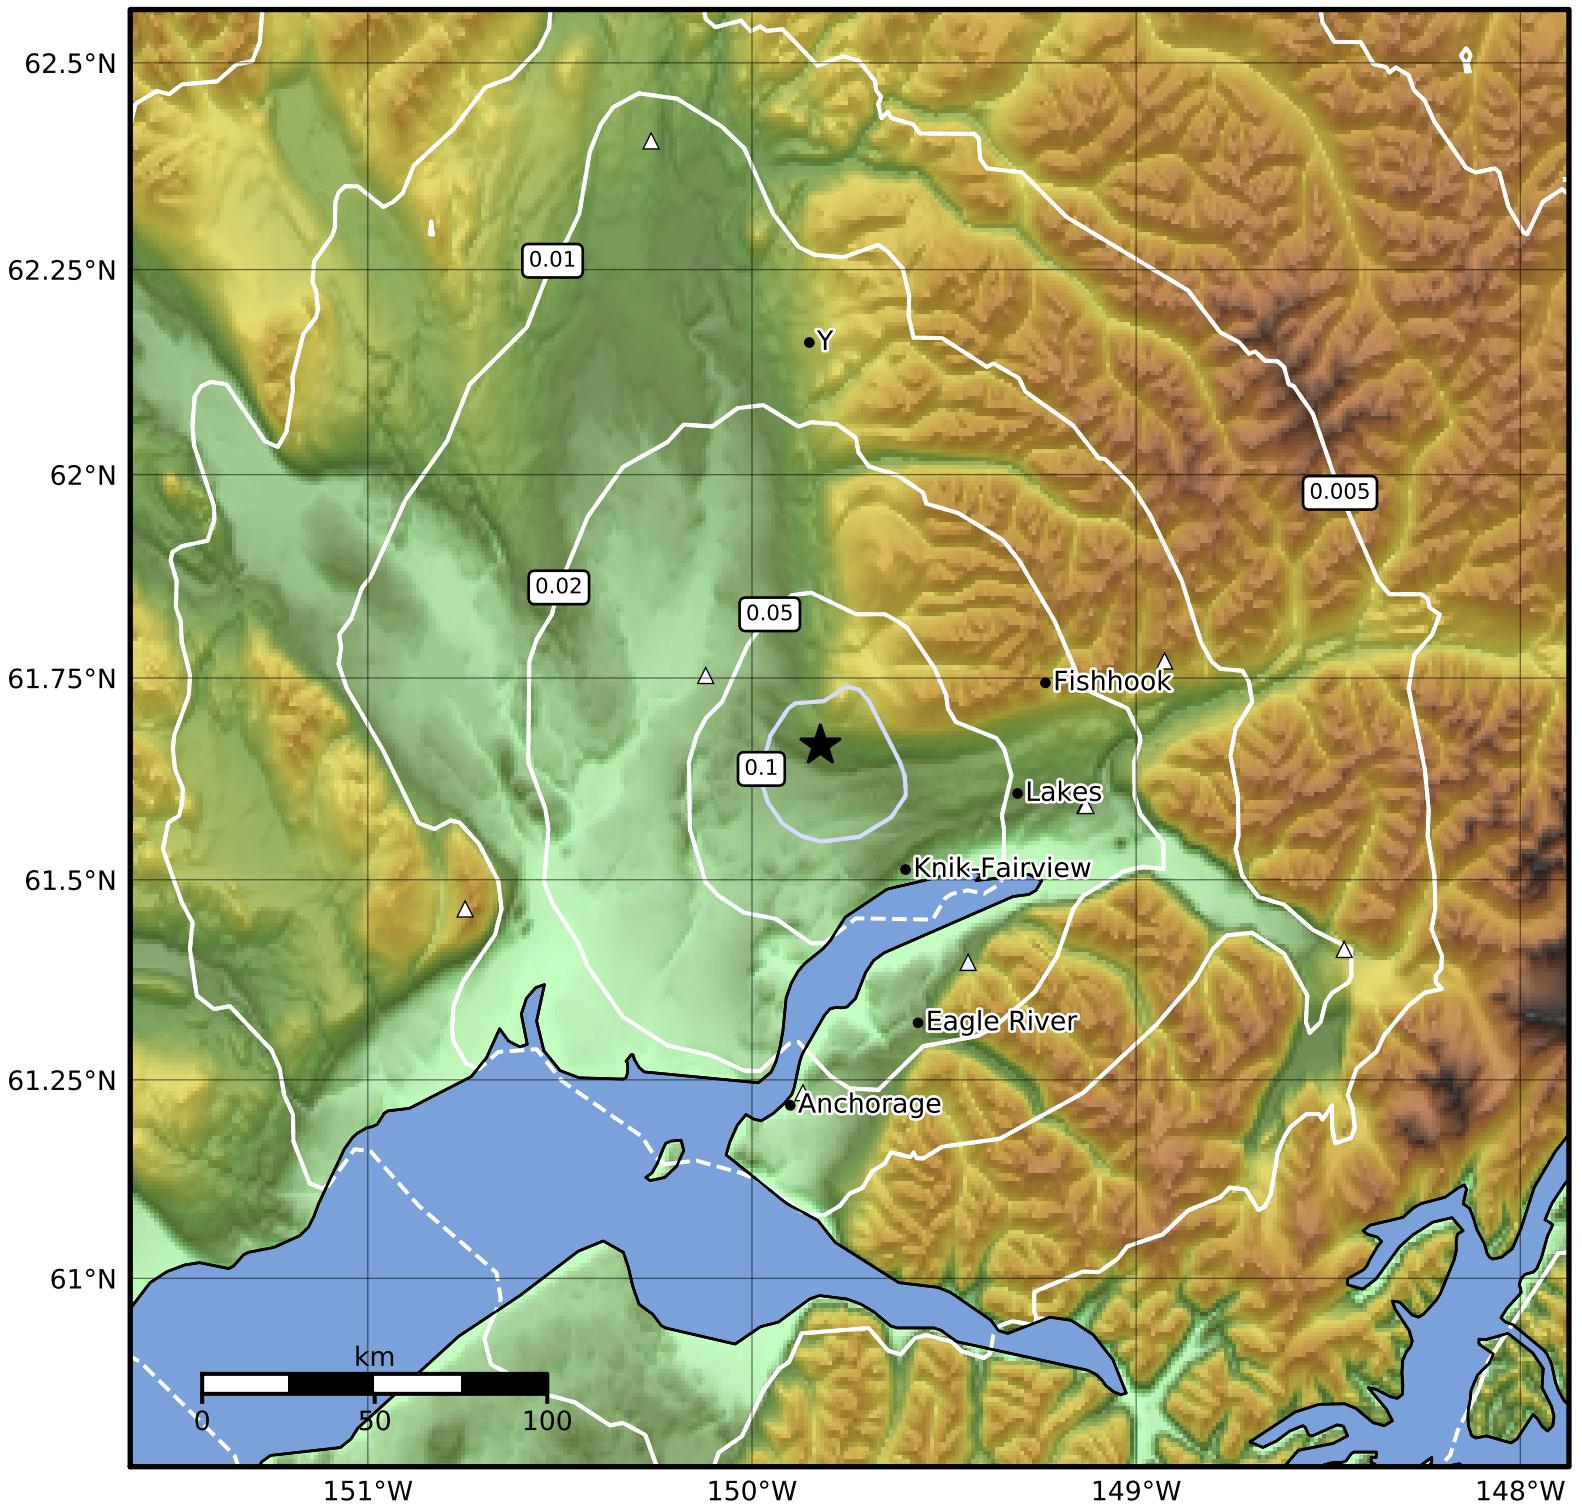 62.5°N
62.25°N
0.01
Y
62°N
0.005
0.02
0.05
61.75°N
Fishhook
0.1
Lakes
61.5°N
Knik-Fairview
Eagle River
61.25°N
Anchorage
61°N
km
0 50 100
151°W 150°W 149°W 148°W